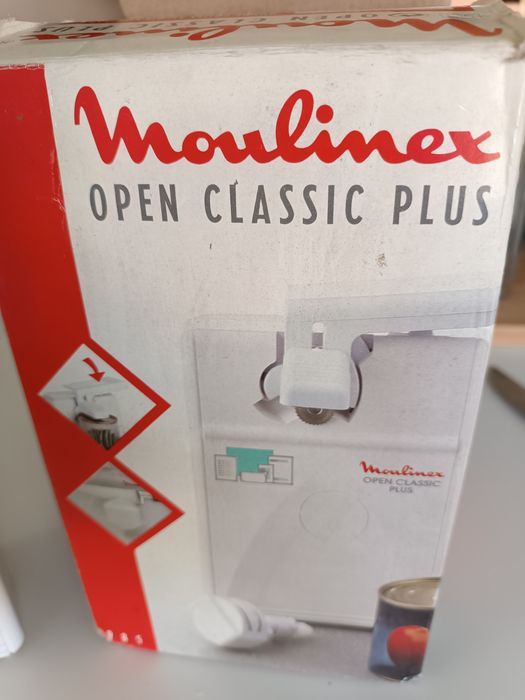 Moulinex
OPEN CLASSIC PLUS
Moulinex
OPEN CLASSIC
PLUS